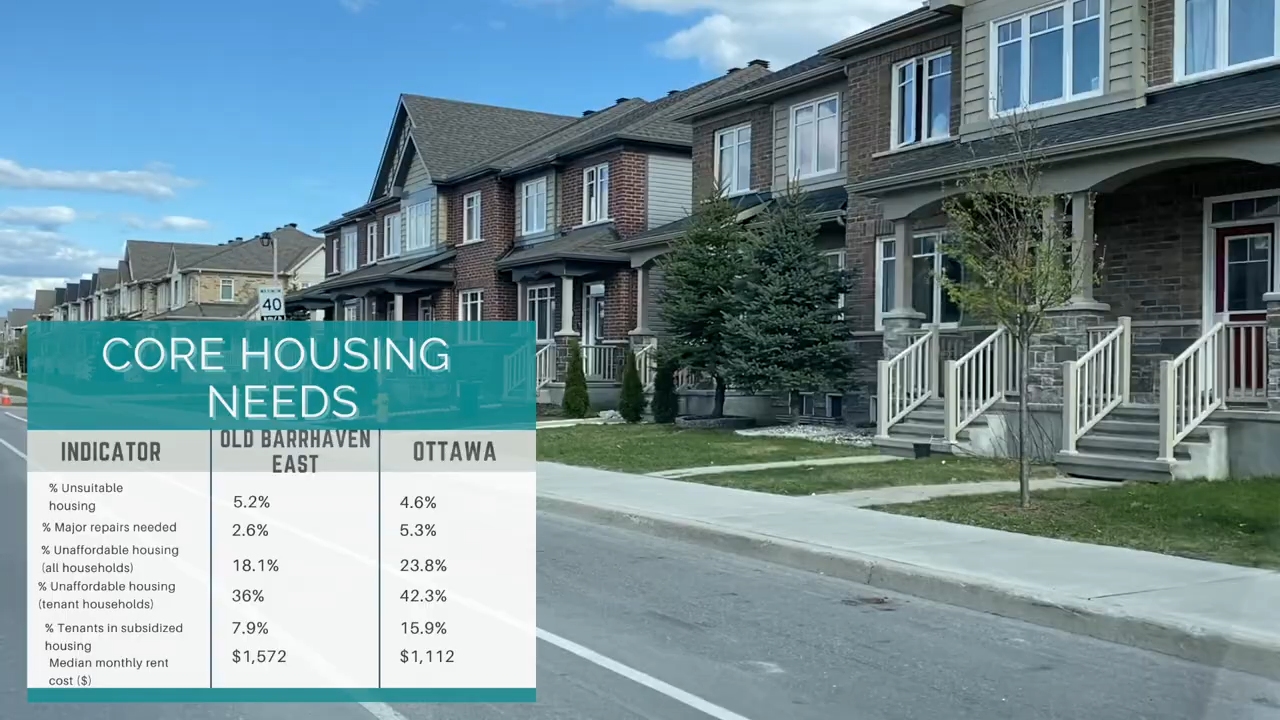 40
CORE HOUSING
NEEDS
INDICATOR
OLD BARRHAVEN
EAST
OTTAWA
% Unsuitable
housing
5.2%
4.6%
% Major repairs needed
2.6%
5.3%
% Unaffordable housing
(all households)
18.1%
23.8%
% Unaffordable housing
(tenant households)
36%
42.3%
% Tenants in subsidized
housing
7.9%
15.9%
Median monthly rent
cost ($)
$1,572
$1,112